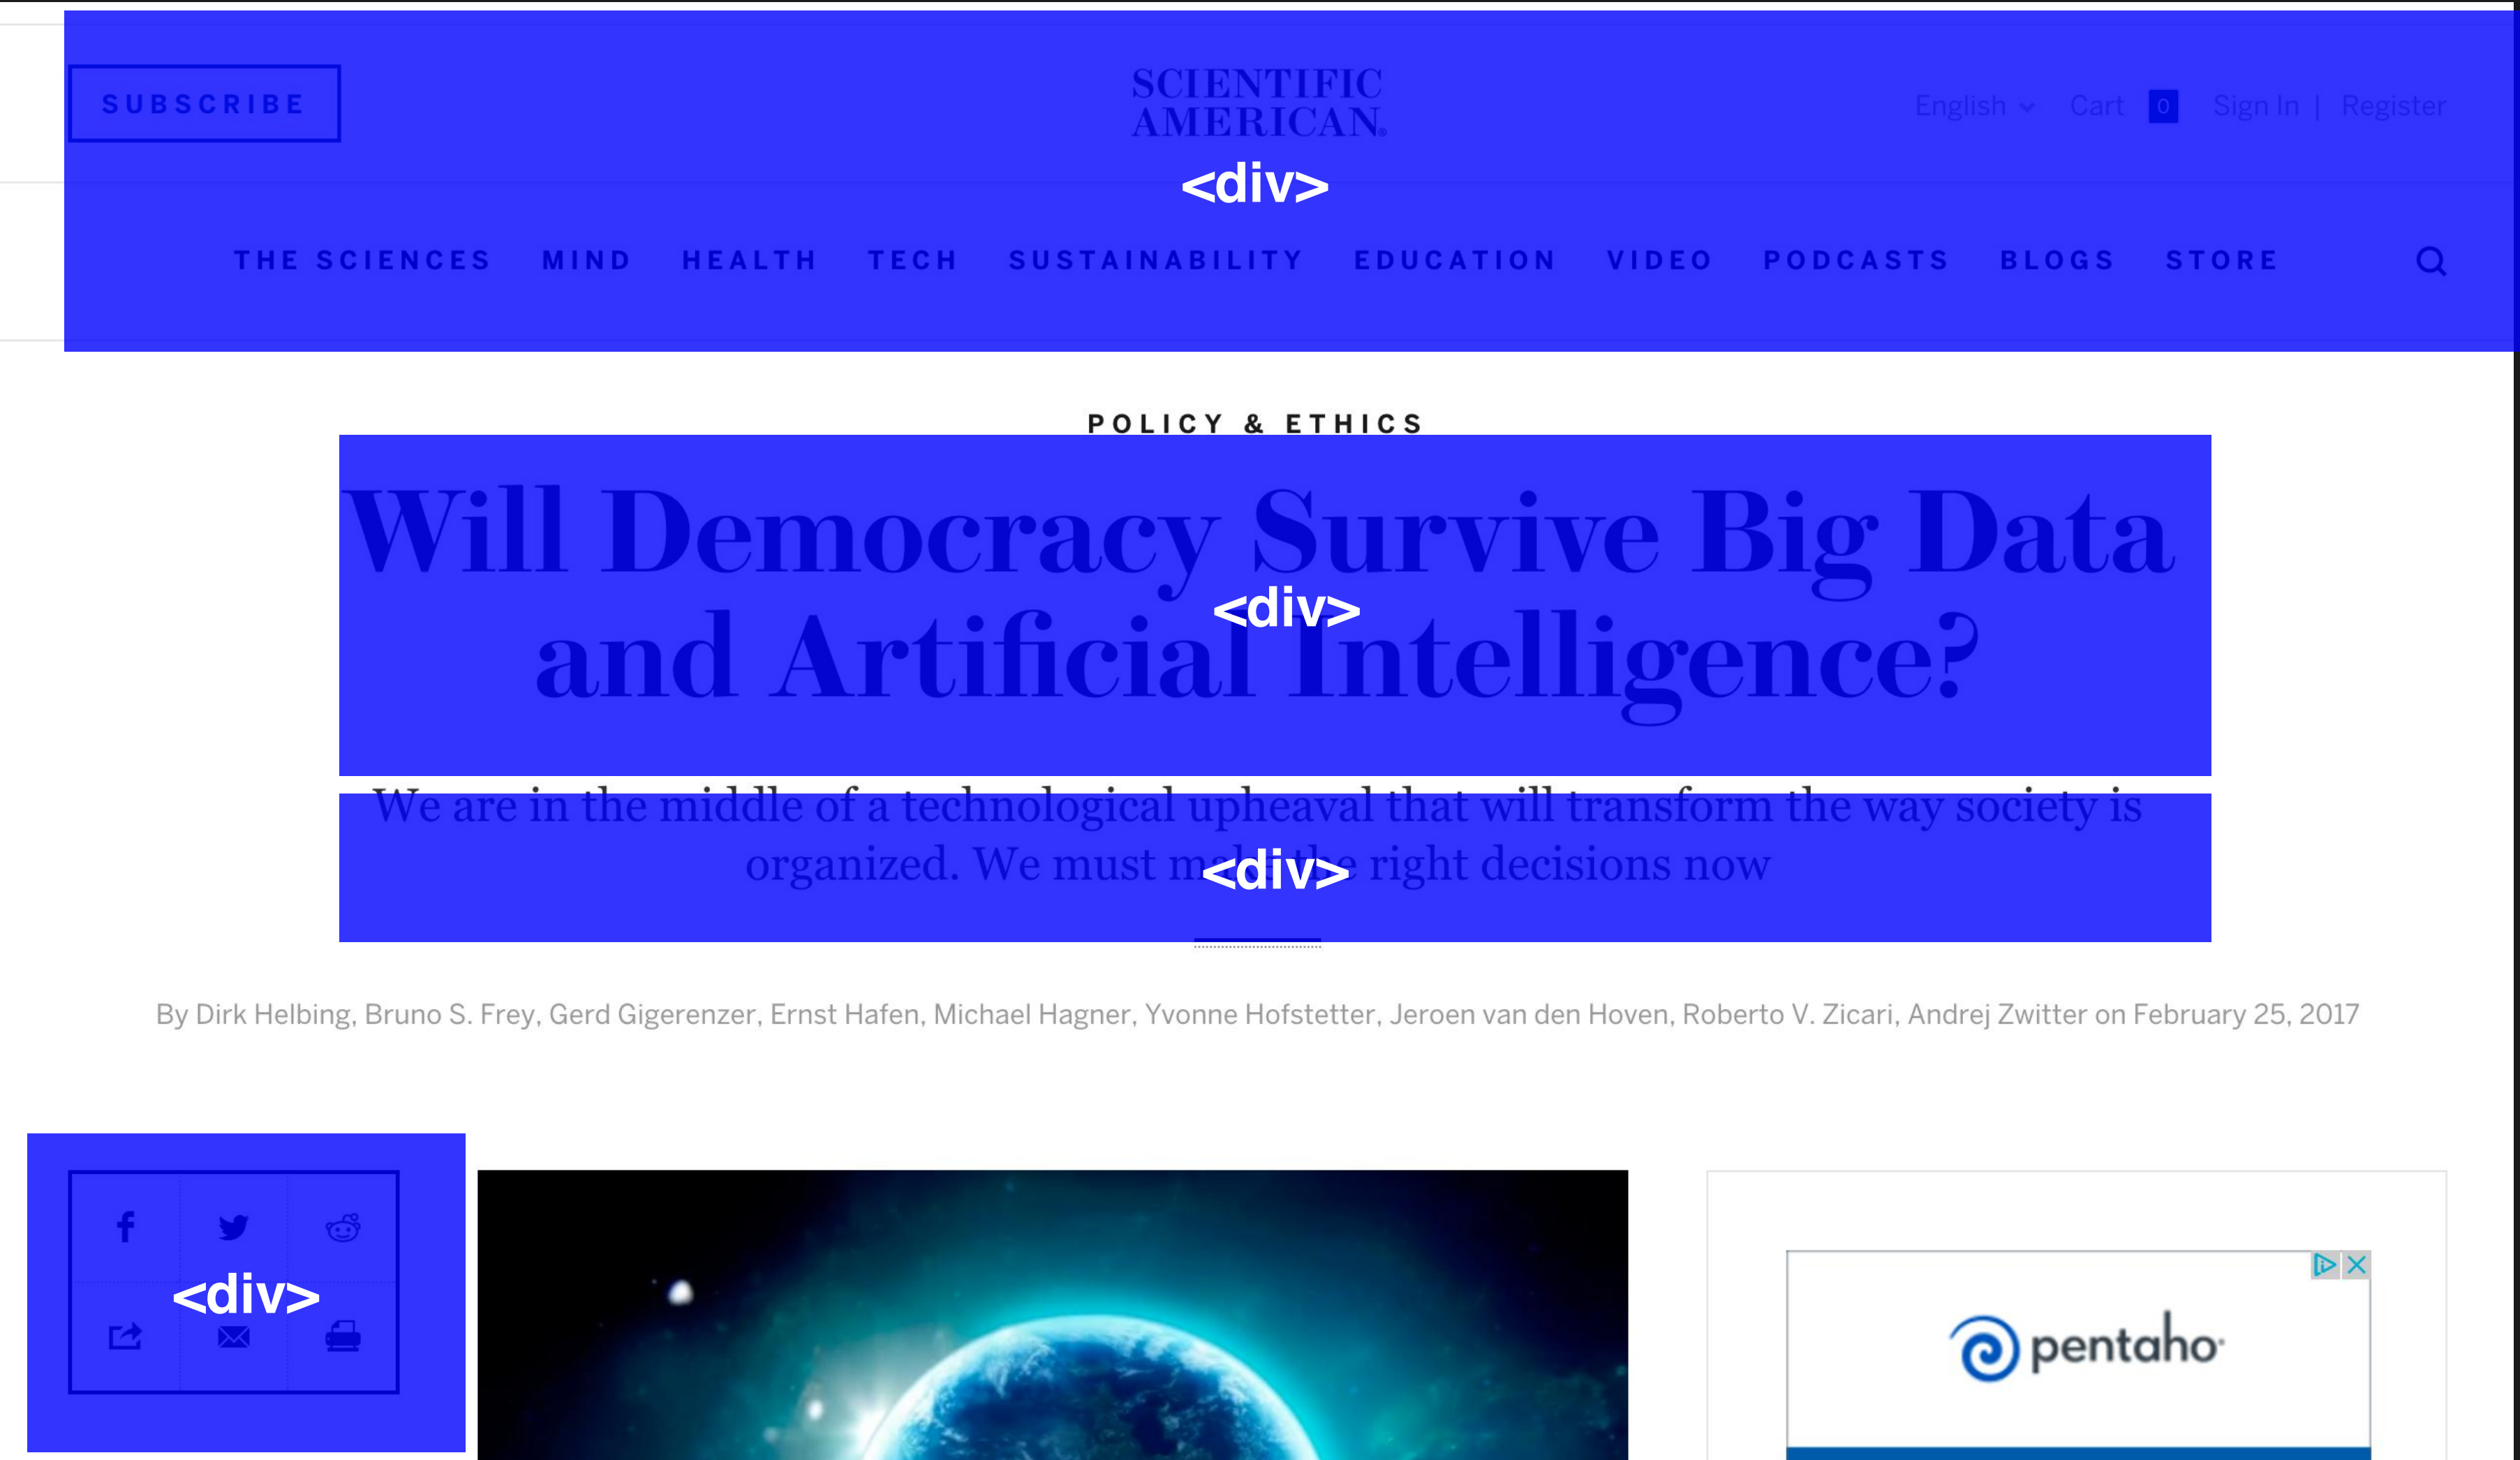 SUBSCRIBE
SCIENTIFIC
AMERICAN®
English Cart 0 Sign In | Register
<div>
THE SCIENCES MIND HEALTH TECH SUSTAINABILITY EDUCATION VIDEO PODCASTS BLOGS STORE
POLICY & ETHICS
Will Democracy Survive Big Data
<div>
and Artificial Intelligence?
We are in the middle of a technological upheaval that will transform the way society is
organized. We must make the right decisions now
<div>
By Dirk Helbing, Bruno S. Frey, Gerd Gigerenzer, Ernst Hafen, Michael Hagner, Yvonne Hofstetter, Jeroen van den Hoven, Roberto V. Zicari, Andrej Zwitter on February 25, 2017
<div>
pentaho